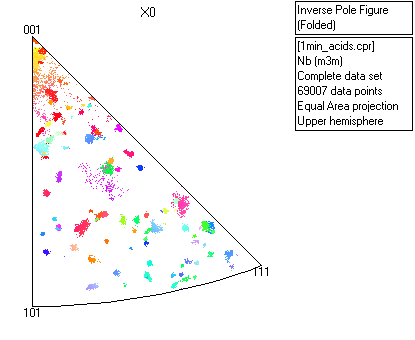 X0
Inverse Pole Figure
(Folded)
[1min_acids.cpr]
Nb (m3m)
Complete data set
69007 data points
Equal Area projection
Upper hemisphere
001
111
101